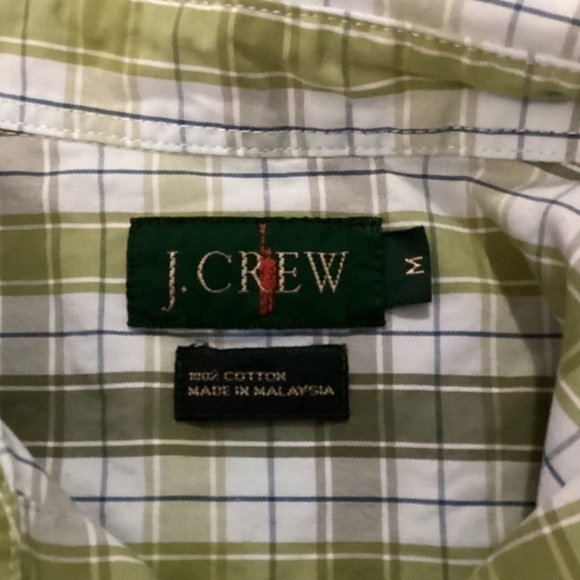 J. CREW
M
100% COTTON
MADE IN MALAYSIA